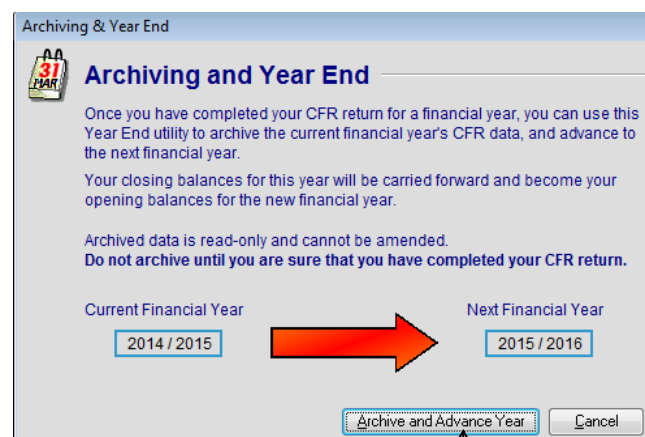 Archiving & Year End
31
MAR
Archiving and Year End
Once you have completed your CFR return for a financial year, you can use this
Year End utility to archive the current financial year's CFR data, and advance to
the next financial year.
Your closing balances for this year will be carried forward and become your
opening balances for the new financial year.
Archived data is read-only and cannot be amended.
Do not archive until you are sure that you have completed your CFR return.
Current Financial Year
Next Financial Year
2014 / 2015
2015 / 2016
Archive and Advance Year
Cancel